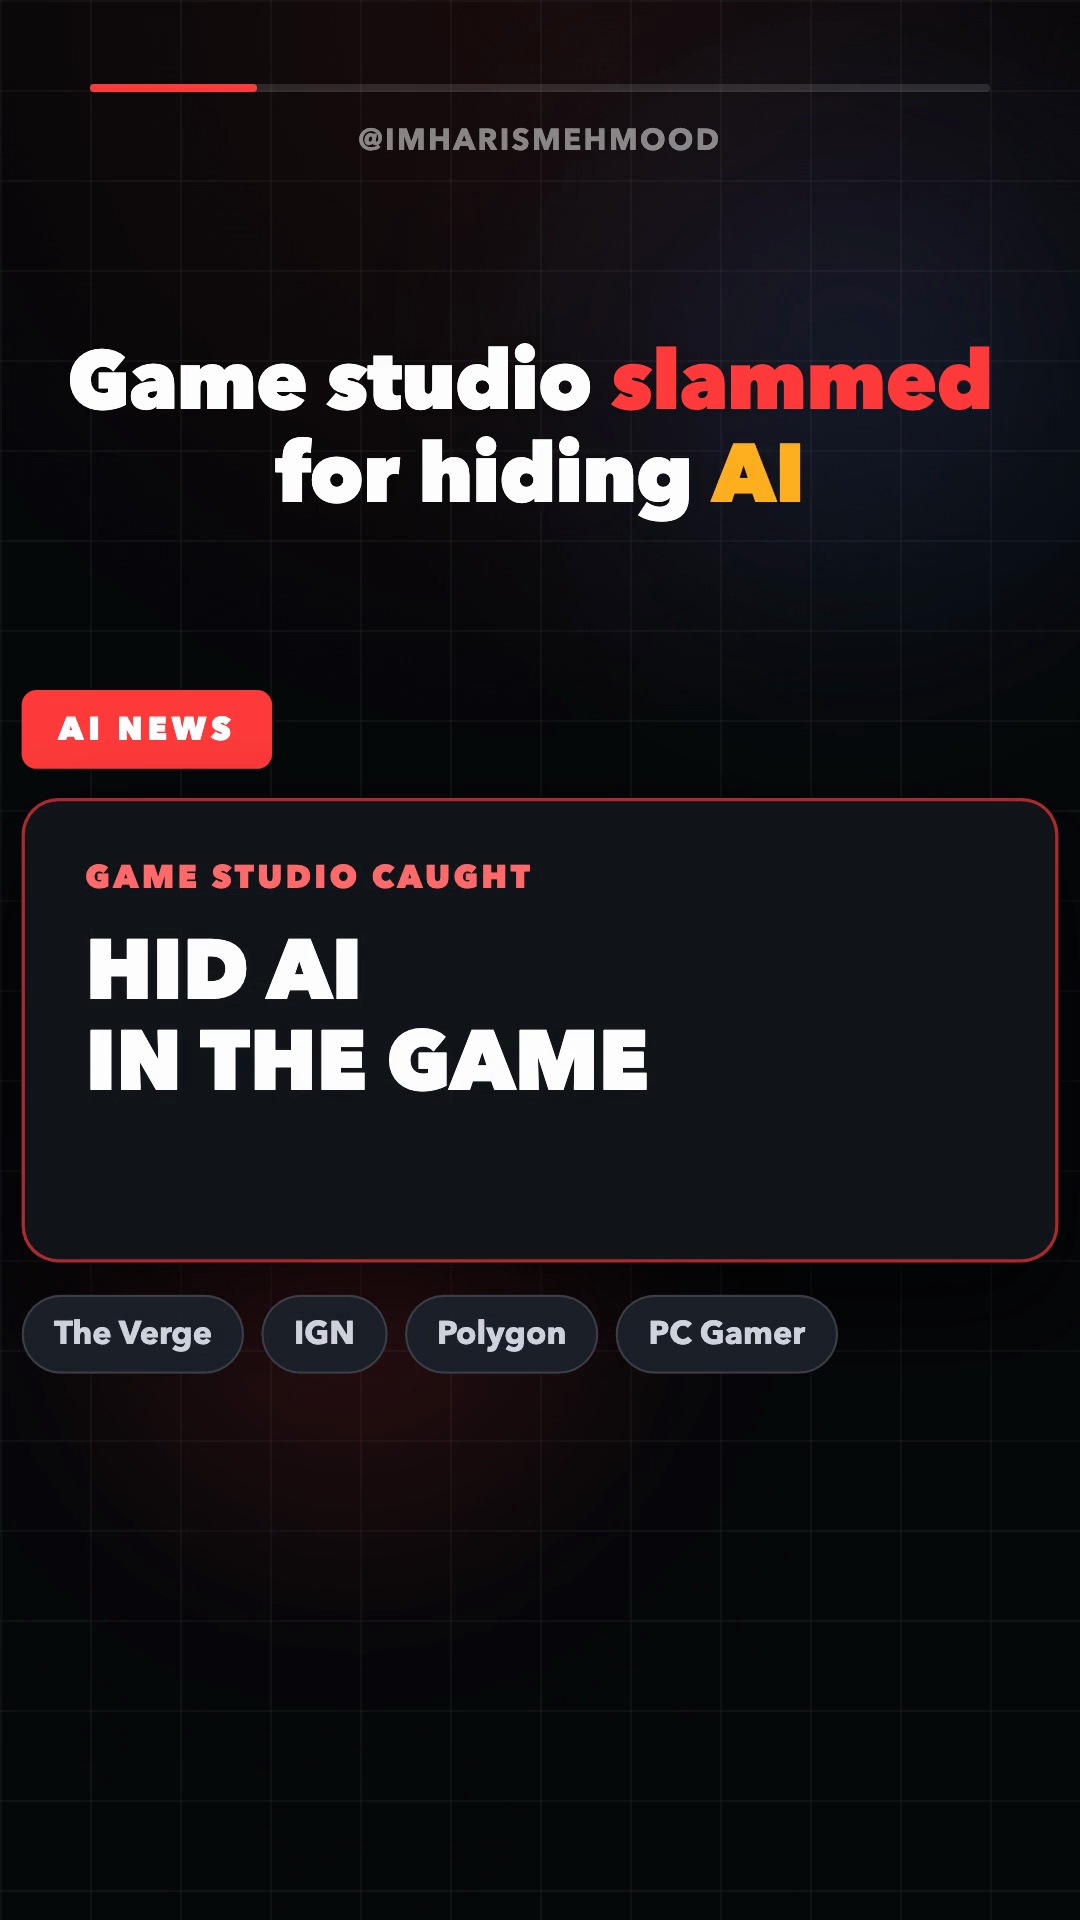 @IMHARISMEHMOOD
Game studio slammed
for hiding AI
AI NEWS
GAME STUDIO CAUGHT
HID AI
IN THE GAME
The Verge IGN Polygon PC Gamer